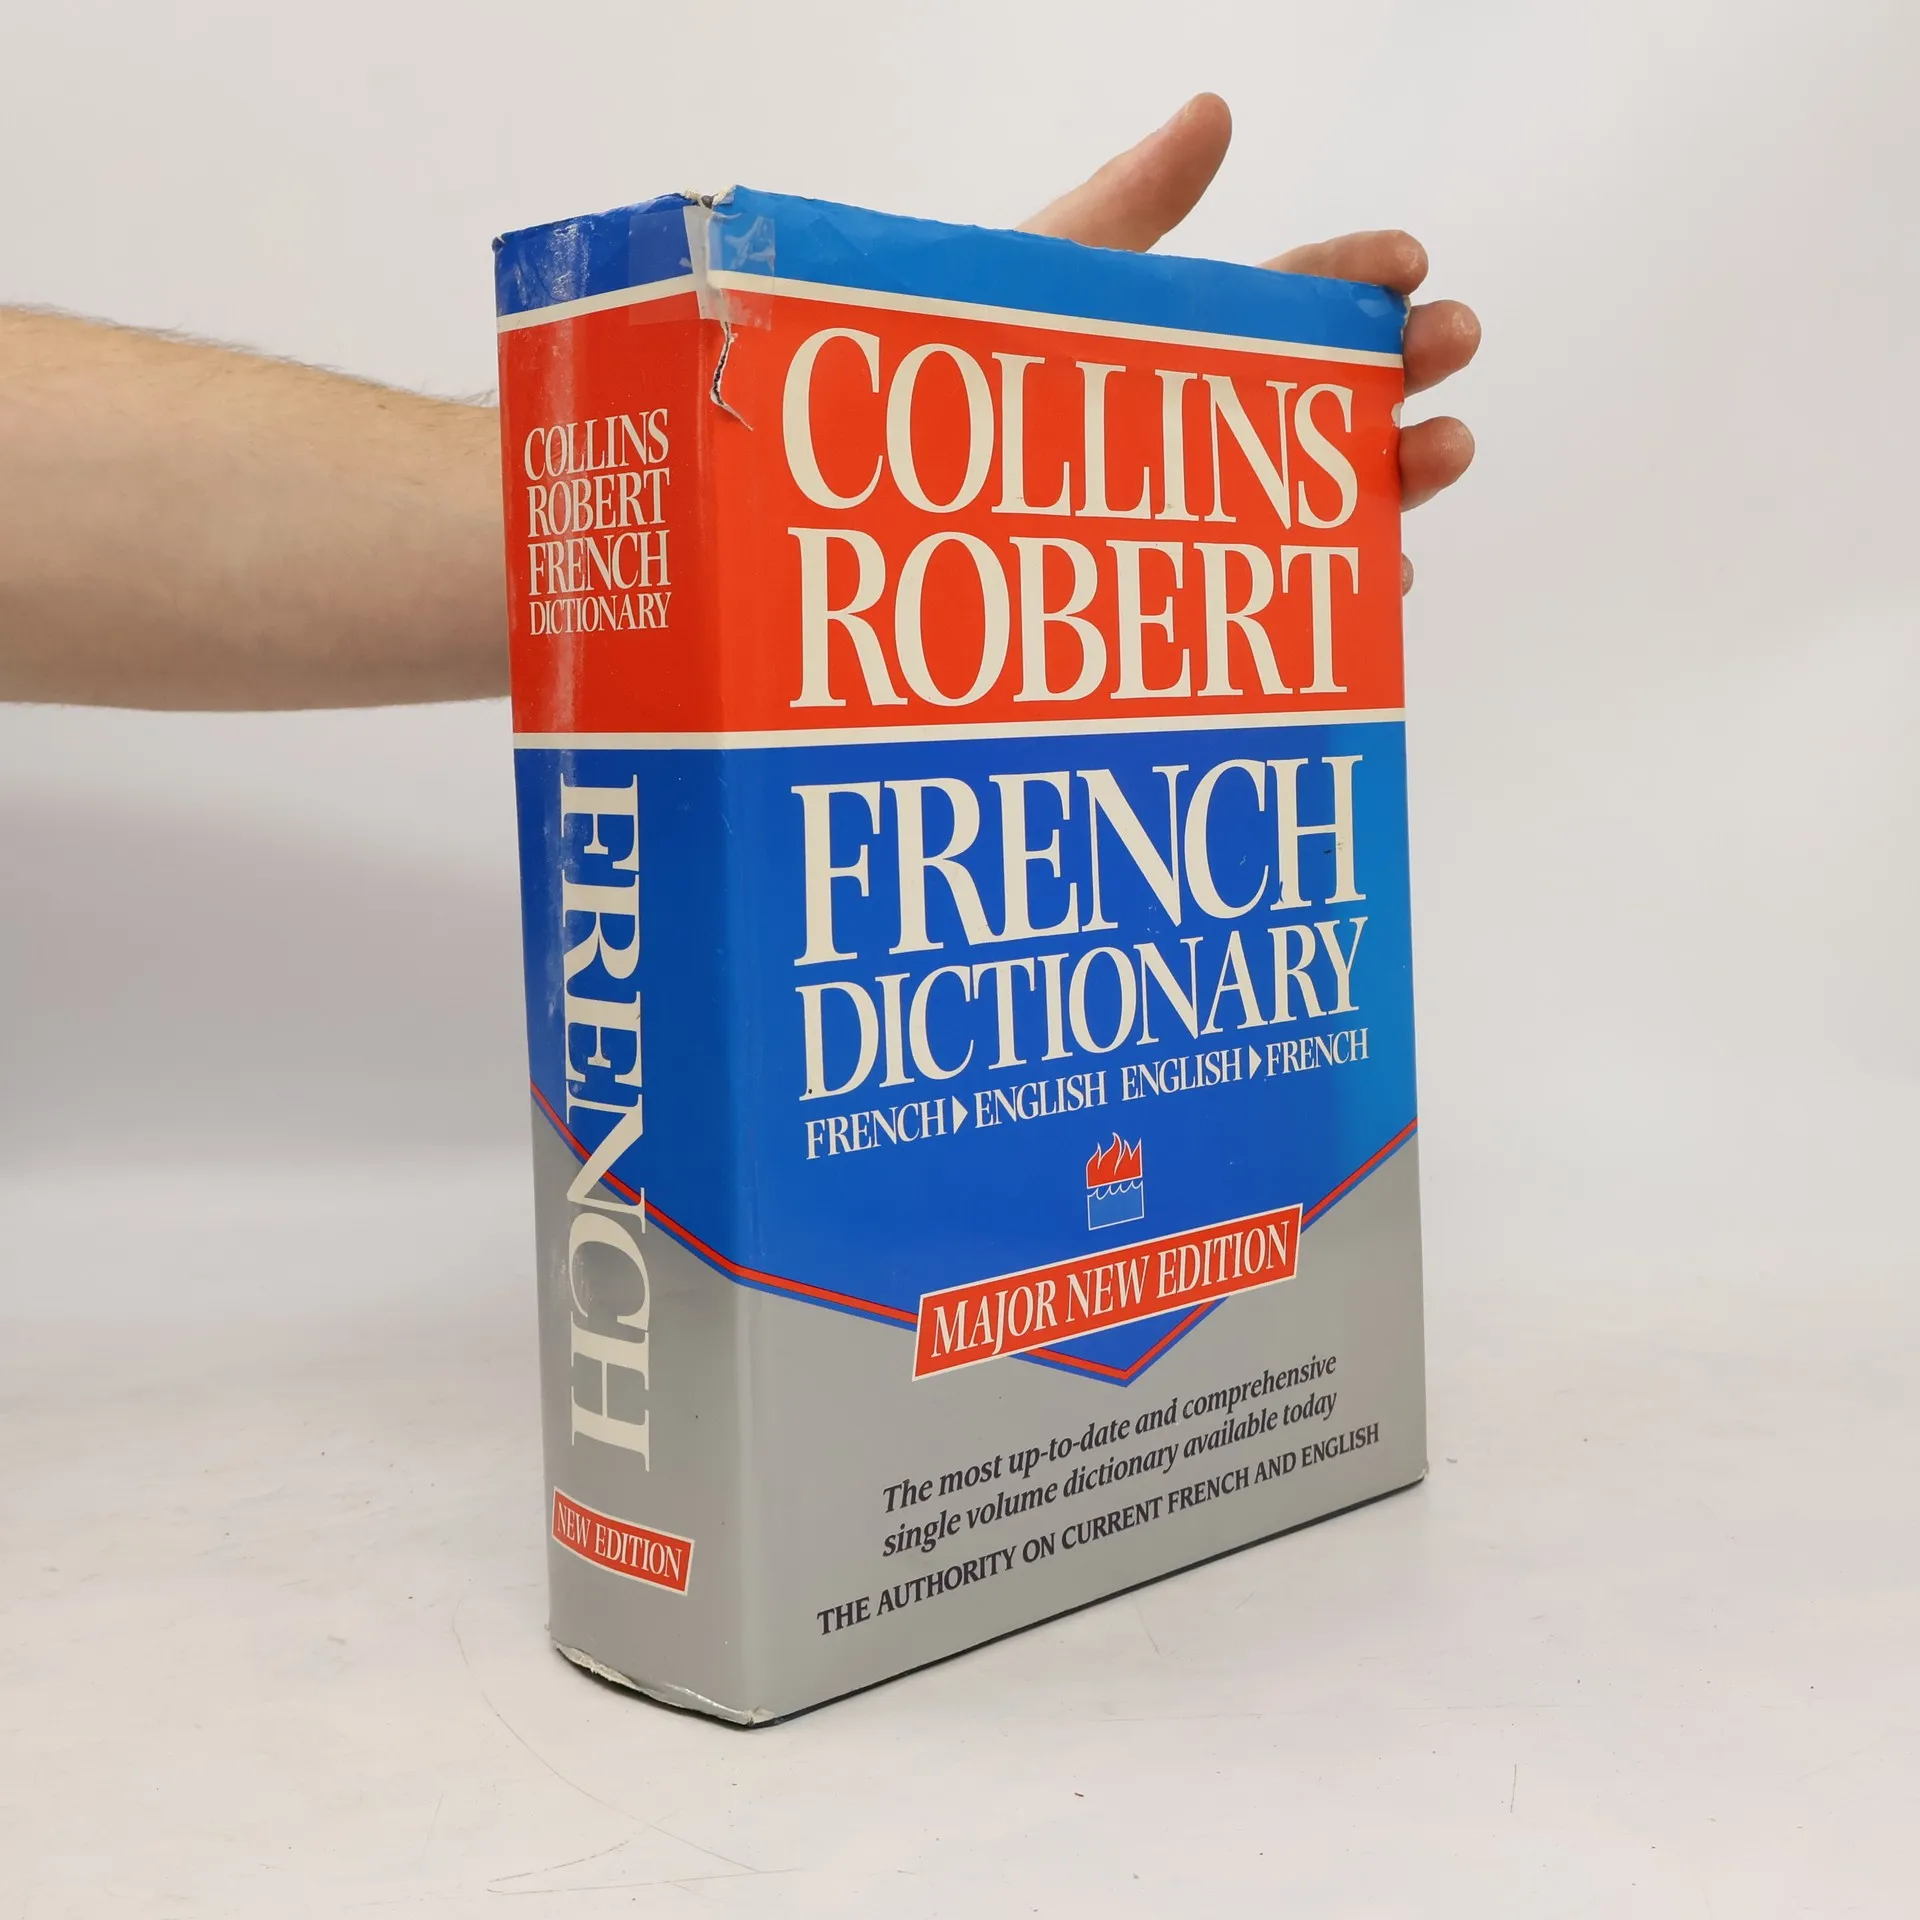 COLLINS
ROBERT
FRENCH
DICTIONARY
FRENCH
NEW EDITION
COLLINS
ROBERT
FRENCH
DICTIONARY
FRENCH▶ENGLISH ENGLISH▶FRENCH
MAJOR NEW EDITION
The most up-to-date and comprehensive
single volume dictionary available today
THE AUTHORITY ON CURRENT FRENCH AND ENGLISH